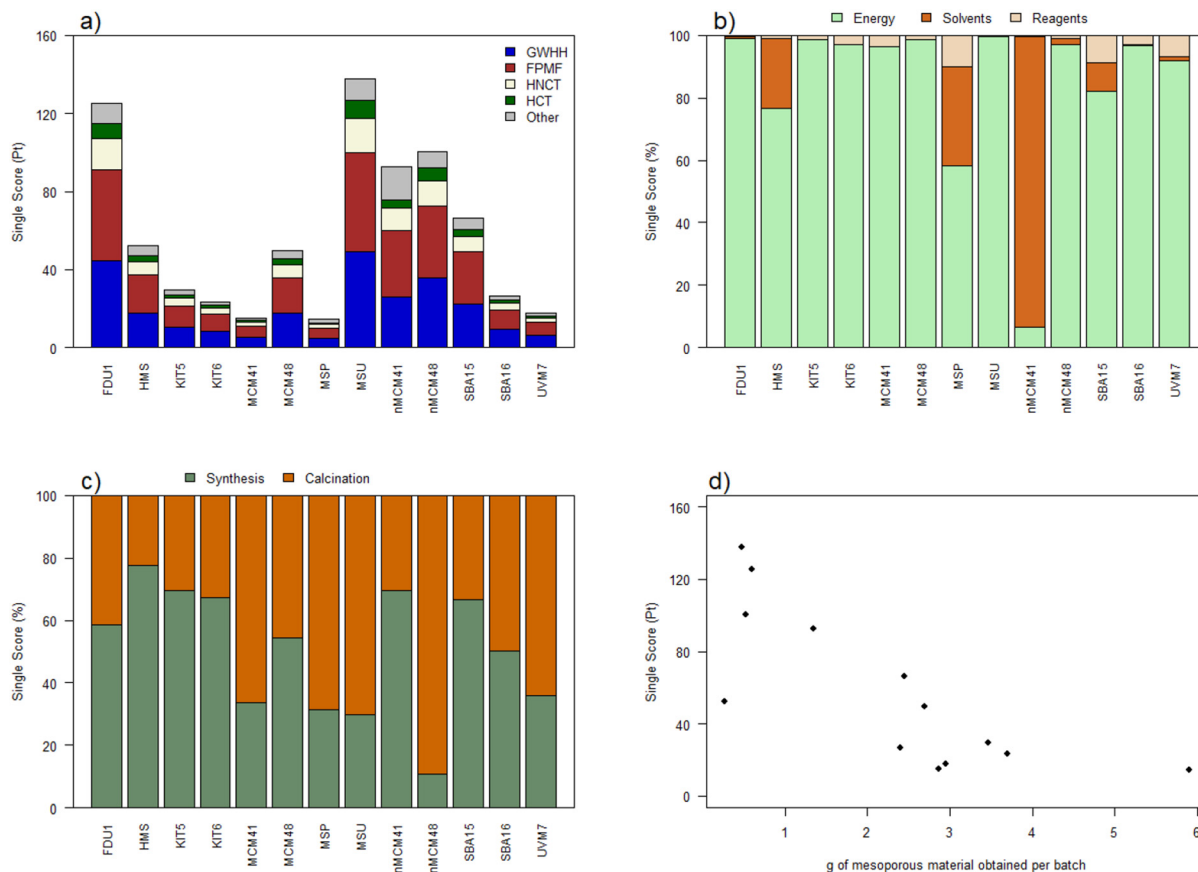 a)
GWHH
FPMF
HNCT
HCT
Other
Single Score (Pt)
160
120
80
40
0
FDU1
HMS
KIT5
KIT6
MCM41
MCM48
MSP
MSU
nMCM41
nMCM48
SBA15
SBA16
UVM7
b)
Energy Solvents Reagents
Single Score (%)
100
80
60
40
20
0
FDU1
HMS
KIT5
KIT6
MCM41
MCM48
MSP
MSU
nMCM41
nMCM48
SBA15
SBA16
UVM7
c)
Synthesis Calcination
Single Score (%)
100
80
60
40
20
0
FDU1
HMS
KIT5
KIT6
MCM41
MCM48
MSP
MSU
nMCM41
nMCM48
SBA15
SBA16
UVM7
d)
Single Score (Pt)
160
120
80
40
0
1 2 3 4 5 6
g of mesoporous material obtained per batch